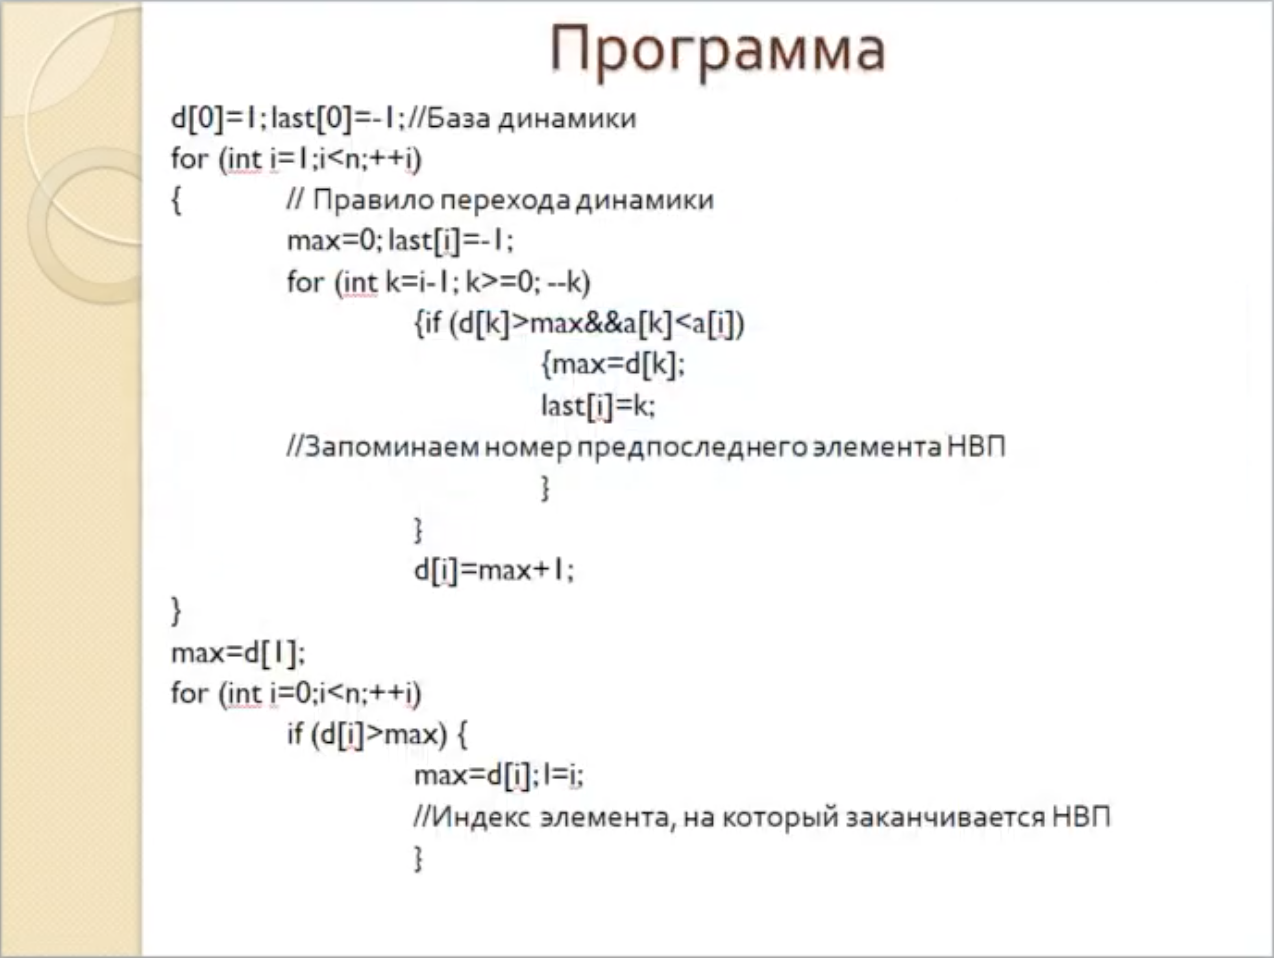 Программа
d[0]=1; last[0]=-1;//База динамики
for (int i=1;i<n;++i)
{ // Правило перехода динамики
max=0; last[i]=-1;
for (int k=i-1; k>=0; --k)
{if (d[k]>max&&a[k]<a[i])
{max=d[k];
last[i]=k;
//Запоминаем номер предпоследнего элемента НВП
}
}
d[i]=max+1;
}
max=d[1];
for (int i=0;i<n;++i)
if (d[i]>max) {
max=d[i]; l=i;
//Индекс элемента, на который заканчивается НВП
}